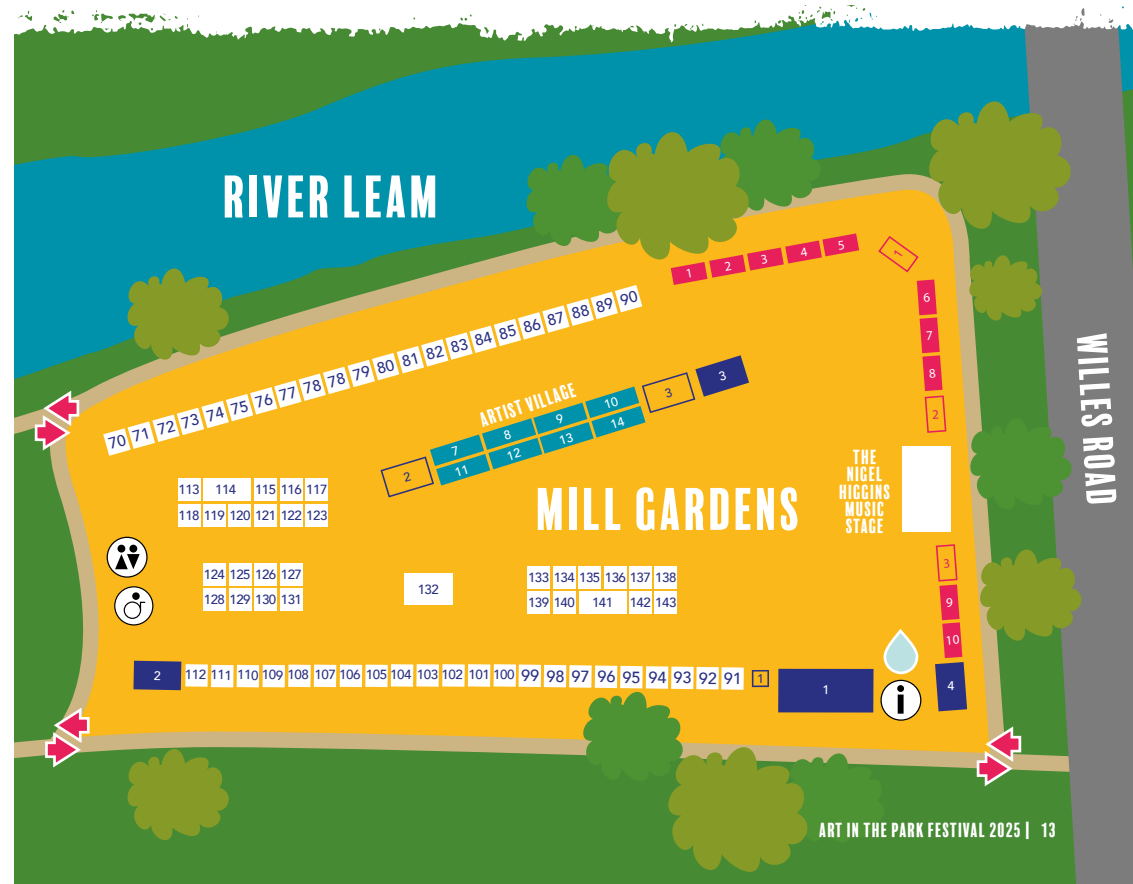 RIVER LEAM
1 2 3 4 5
1
6
7
8
2
70 71 72 73 74 75 76 77 78 78 79 80 81 82 83 84 85 86 87 88 89 90
ARTIST VILLAGE
7 8 9 10
11 12 13 14
2
3
3
WILLES ROAD
113 114 115 116 117
118 119 120 121 122 123
MILL GARDENS
THE
NIGEL
HIGGINS
MUSIC
STAGE
124 125 126 127
128 129 130 131
132
133 134 135 136 137 138
139 140 141 142 143
3
9
10
2 112 111 110 109 108 107 106 105 104 103 102 101 100 99 98 97 96 95 94 93 92 91 1
1
i
4
ART IN THE PARK FESTIVAL 2025 | 13